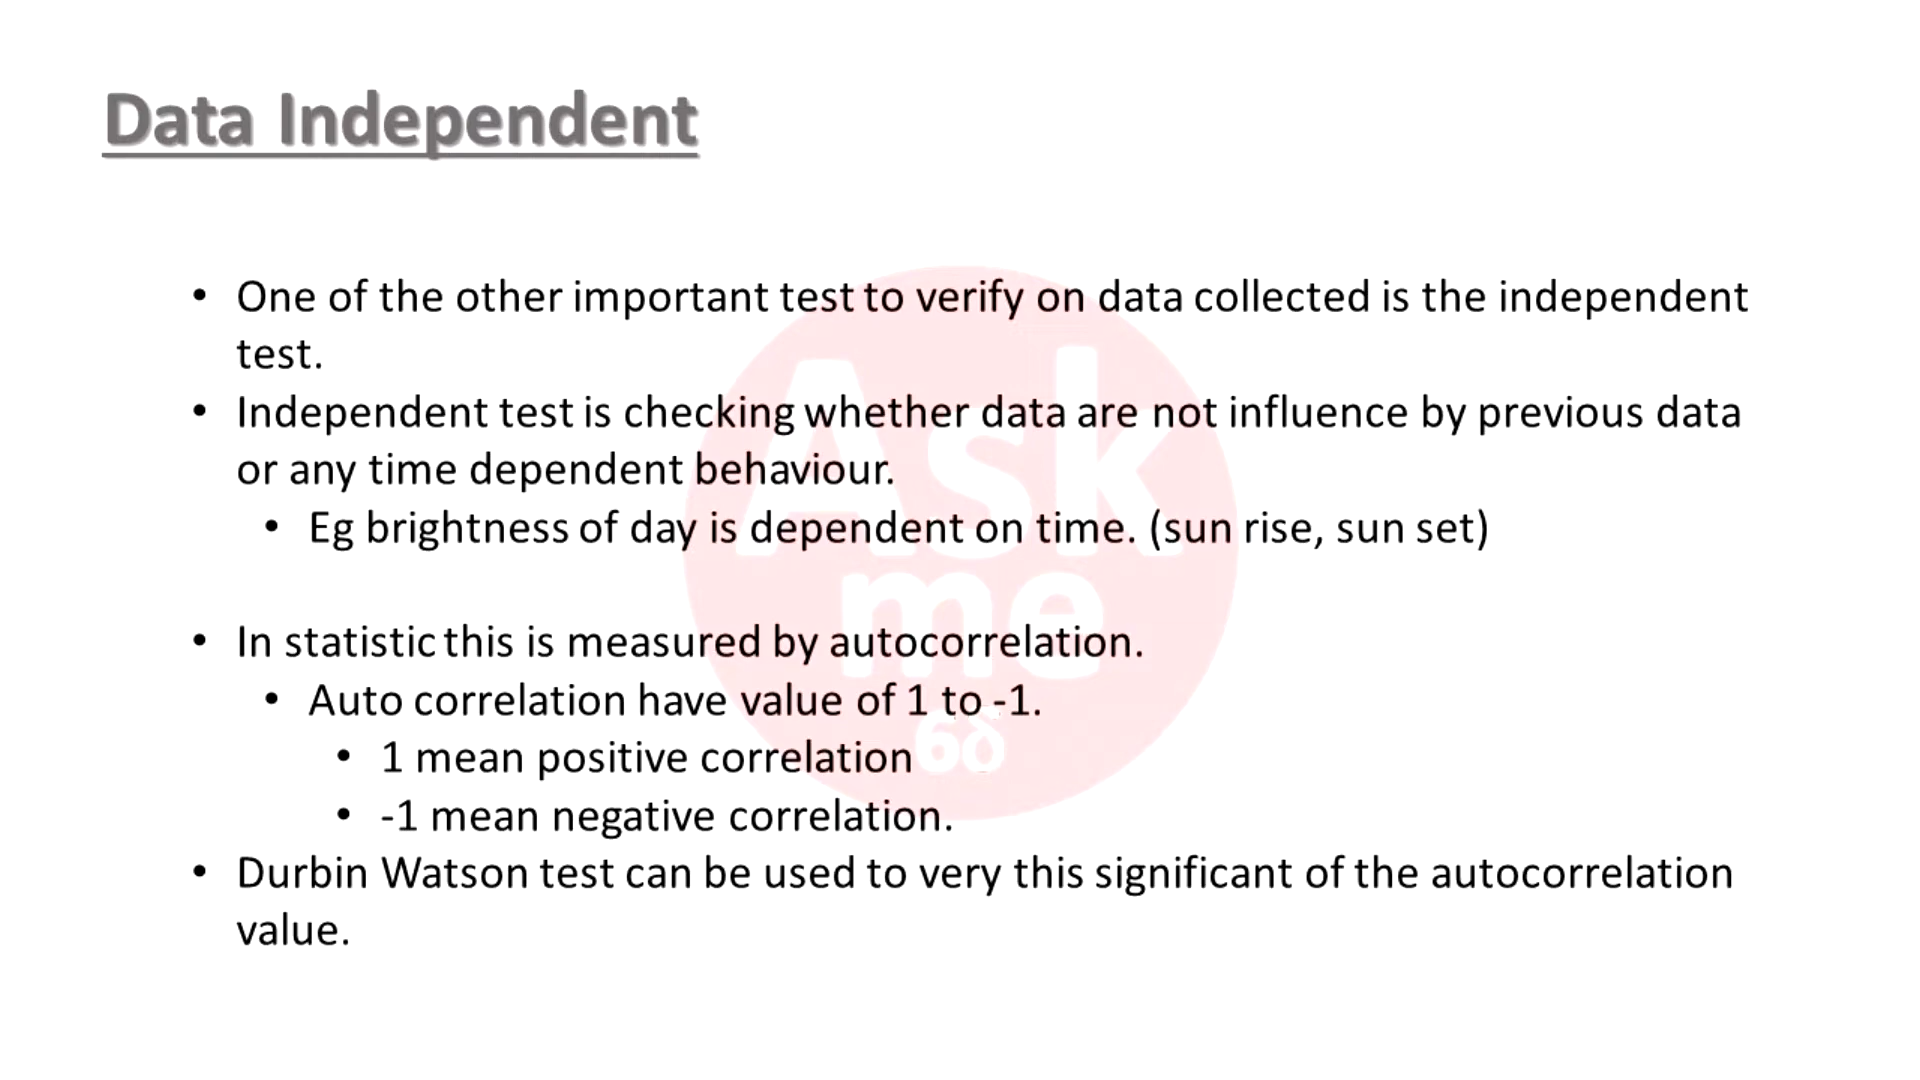 Data Independent
• One of the other important test to verify on data collected is the independent
test.
• Independent test is checking whether data are not influence by previous data
or any time dependent behaviour.
• Eg brightness of day is dependent on time. (sun rise, sun set)
• In statistic this is measured by autocorrelation.
• Auto correlation have value of 1 to -1.
• 1 mean positive correlation
• -1 mean negative correlation.
• Durbin Watson test can be used to very this significant of the autocorrelation
value.
Ask
me
6δ